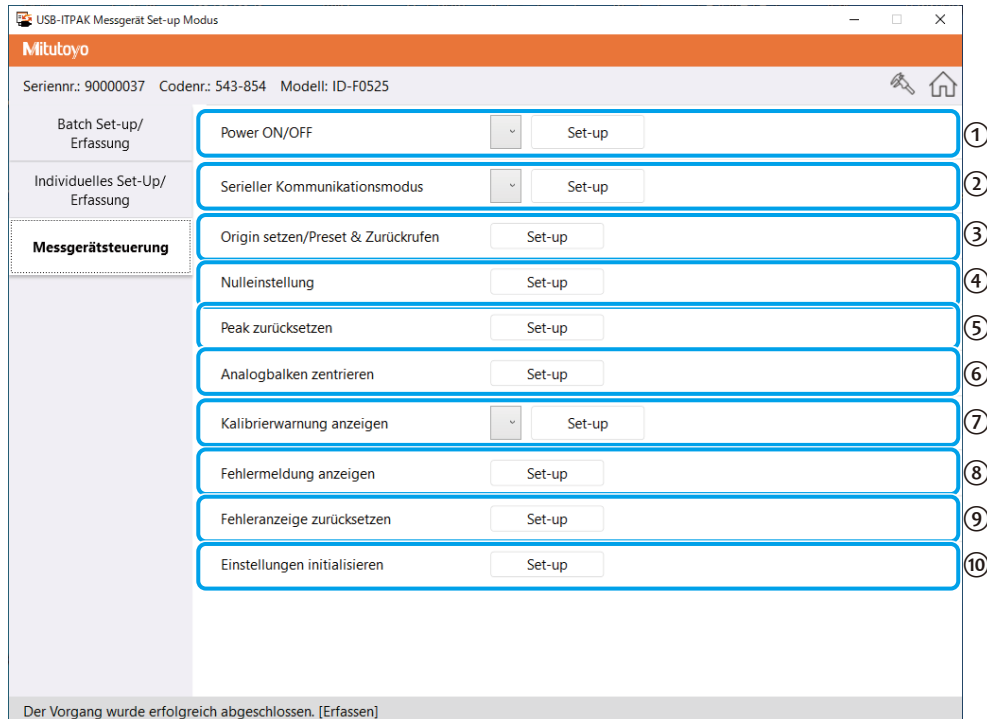 USB-ITPAK Messgerät Set-up Modus
Mitutoyo
Seriennr.: 90000037 Codenr.: 543-854 Modell: ID-F0525
Batch Set-up/
Erfassung
Individuelles Set-Up/
Erfassung
Messgerätsteuerung
Power ON/OFF Set-up ①
Serieller Kommunikationsmodus Set-up ②
Origin setzen/Preset & Zurückrufen Set-up ③
Nulleinstellung Set-up ④
Peak zurücksetzen Set-up ⑤
Analogbalken zentrieren Set-up ⑥
Kalibrierwarnung anzeigen Set-up ⑦
Fehlermeldung anzeigen Set-up ⑧
Fehleranzeige zurücksetzen Set-up ⑨
Einstellungen initialisieren Set-up ⑩
Der Vorgang wurde erfolgreich abgeschlossen. [Erfassen]